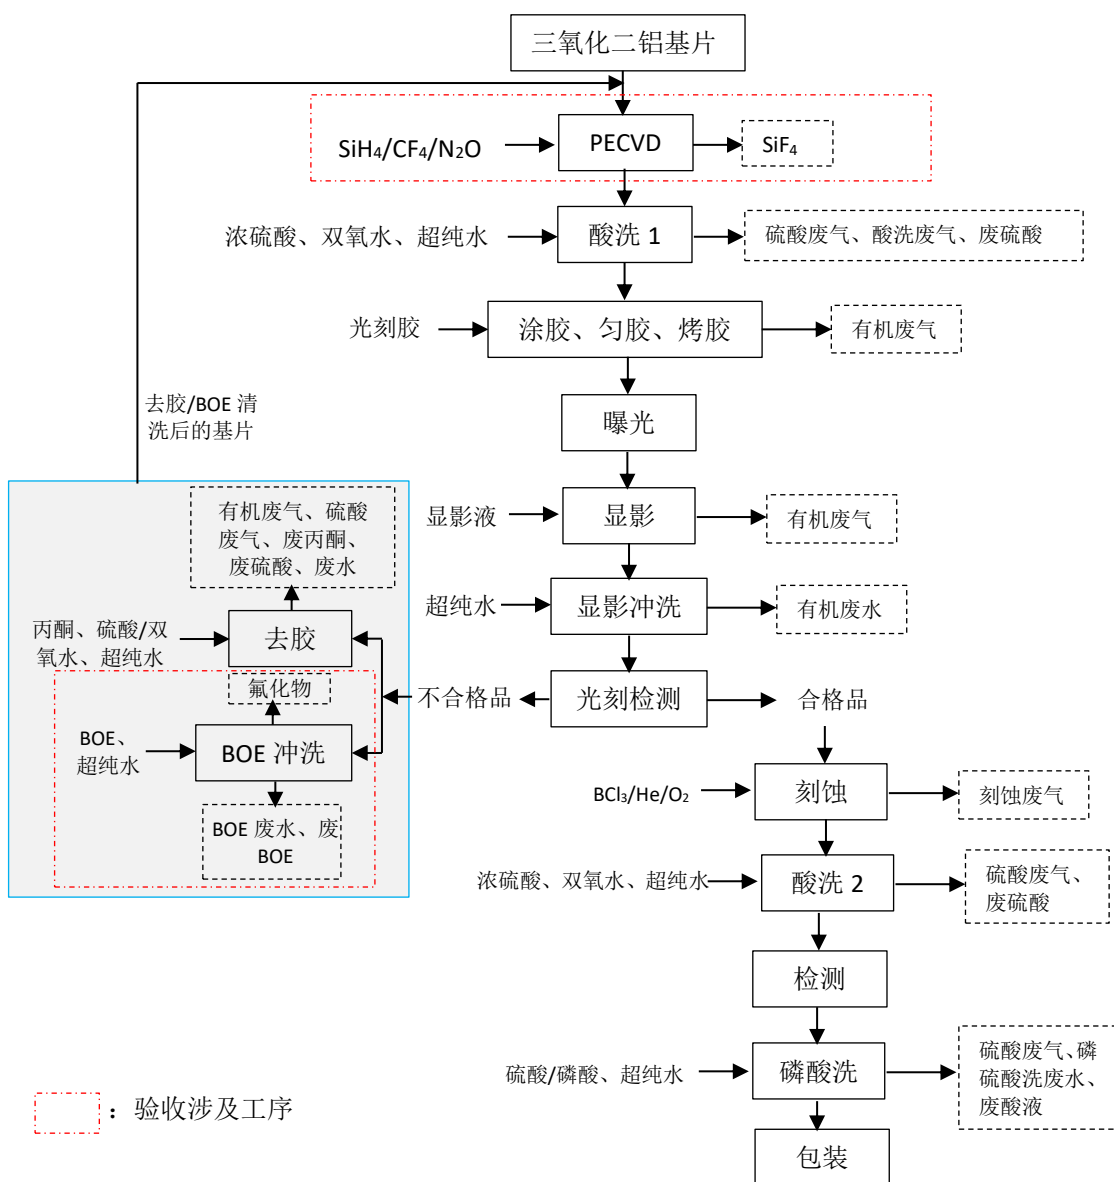 三氧化二铝基片
SiH₄/CF₄/N₂O
PECVD
SiF₄
浓硫酸、双氧水、超纯水
酸洗 1
硫酸废气、酸洗废气、废硫酸
光刻胶
涂胶、匀胶、烤胶
有机废气
曝光
去胶/BOE 清
洗后的基片
显影液
显影
有机废气
有机废气、硫酸
废气、废丙酮、
废硫酸、废水
超纯水
显影冲洗
有机废水
丙酮、硫酸/双
氧水、超纯水
去胶
氟化物
不合格品
光刻检测
合格品
BOE、
超纯水
BOE 冲洗
BOE 废水、废
BOE
BCl₃/He/O₂
刻蚀
刻蚀废气
浓硫酸、双氧水、超纯水
酸洗 2
硫酸废气、
废硫酸
检测
硫酸/磷酸、超纯水
磷酸洗
硫酸废气、磷
硫酸洗废水、
废酸液
：验收涉及工序
包装